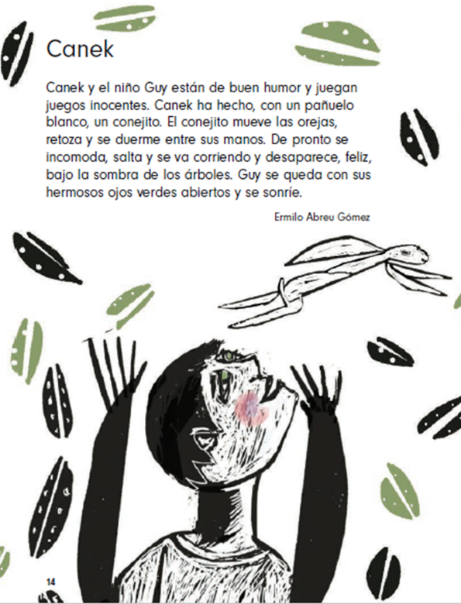 Canek
Canek y el niño Guy están de buen humor y juegan
juegos inocentes. Canek ha hecho, con un pañuelo
blanco, un conejito. El conejito mueve las orejas,
retoza y se duerme entre sus manos. De pronto se
incomoda, salta y se va corriendo y desaparece, feliz,
bajo la sombra de los árboles. Guy se queda con sus
hermosos ojos verdes abiertos y se sonríe.
Ermilo Abreu Gómez
14